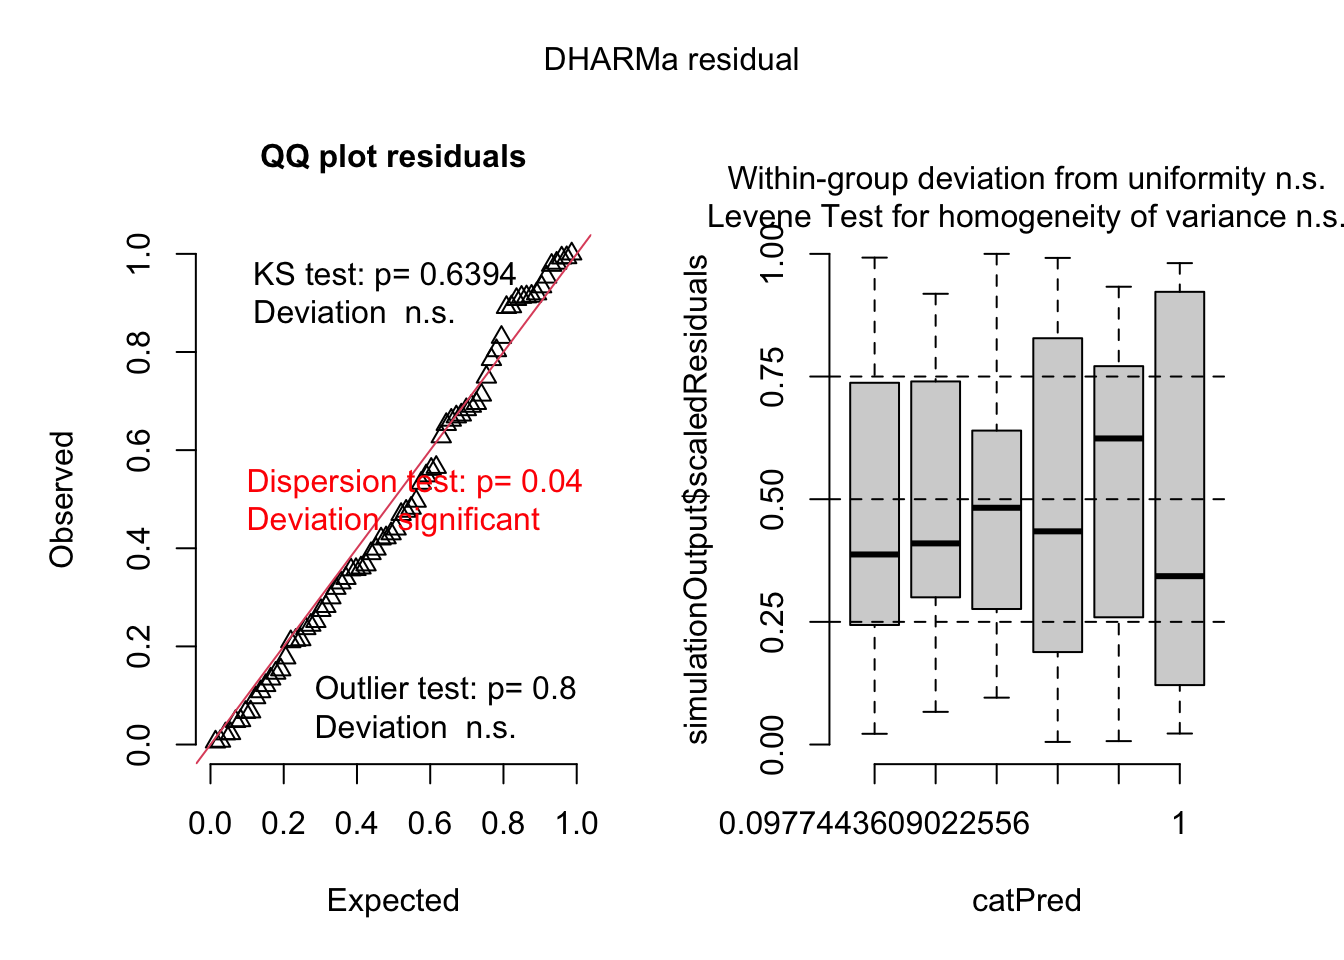 DHARMa residual
QQ plot residuals
KS test: p= 0.6394
Deviation  n.s.
Dispersion test: p= 0.04
Deviation  significant
Outlier test: p= 0.8
Deviation  n.s.
Observed
0.0 0.2 0.4 0.6 0.8 1.0
0.0 0.2 0.4 0.6 0.8 1.0
Expected
Within-group deviation from uniformity n.s.
Levene Test for homogeneity of variance n.s.
simulationOutput$scaledResiduals
0.00 0.25 0.50 0.75 1.00
0.0977443609022556 1
catPred